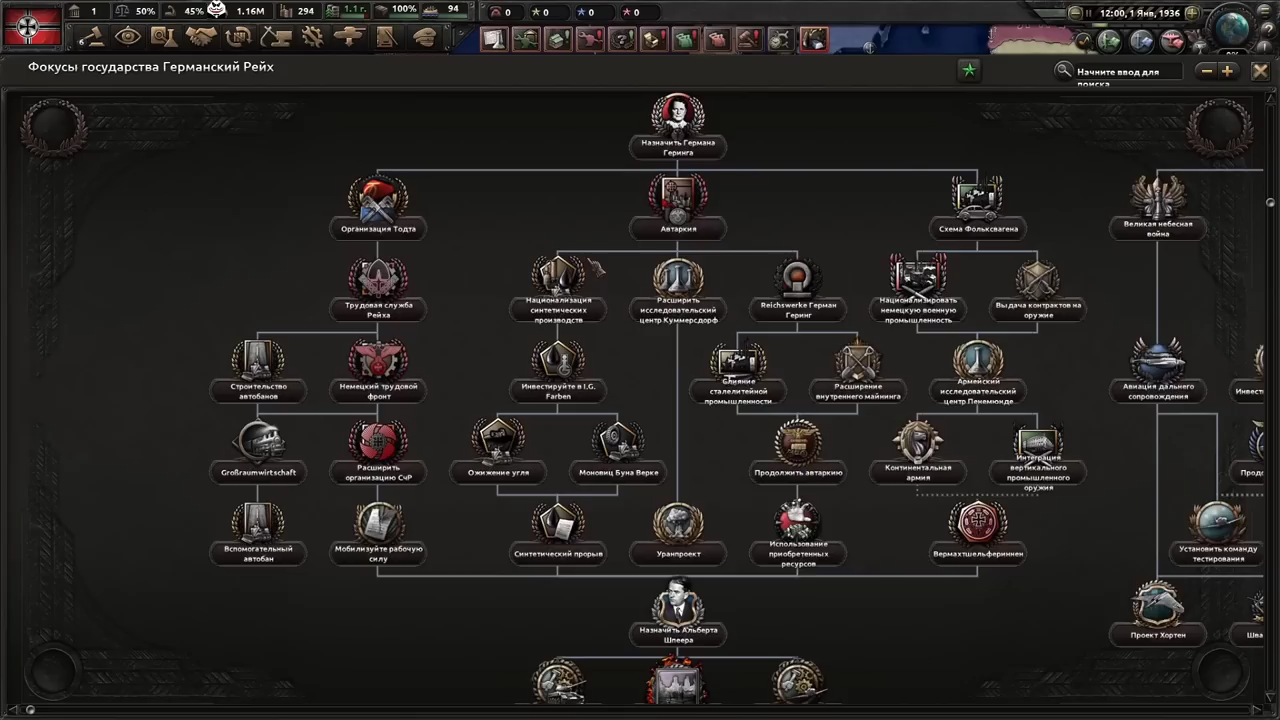 1 50% 45% 1.16M 294 1.1 г. 100% 94 0 0 0 0 12:00, 1 Янв, 1936
6
Фокусы государства Германский Рейх
Начните ввод для
поиска
Назначить Германа
Геринга
Организация Тодта
Автаркия
Схема Фольксвагена
Великая небесная
война
Трудовая служба
Рейха
Национализация
синтетических
производств
Расширить
исследовательский
центр Куммерсдорф
Reichswerke Герман
Геринг
Национализировать
немецкую военную
промышленность
Выдача контрактов на
оружие
Строительство
автобанов
Немецкий трудовой
фронт
Инвестируйте в I.G.
Farben
Влияние
сталелитейной
промышленности
Расширение
внутреннего майнинга
Армейский
исследовательский
центр Пенемюнде
Авиация дальнего
сопровождения
Инвест
Großraumwirtschaft
Расширить
организацию СчР
Ожижение угля
Моновиц Буна Верке
Продолжить автаркию
Континентальная
армия
Интеграция
вертикального
промышленного
оружия
Продо
Вспомогательный
автобан
Мобилизуйте рабочую
силу
Синтетический прорыв
Уранпроект
Использование
приобретенных
ресурсов
Вермахтшельфериннен
Установить команду
тестирования
Назначить Альберта
Шпеера
Проект Хортен
Шва